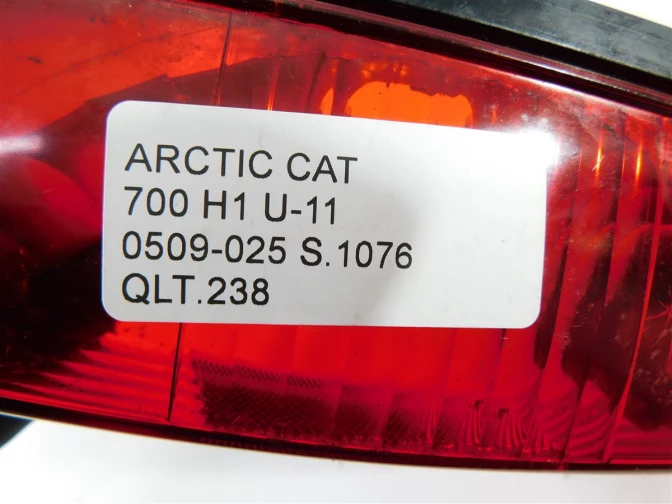 ARCTIC CAT
700 H1 U-11
0509-025 S.1076
QLT.238